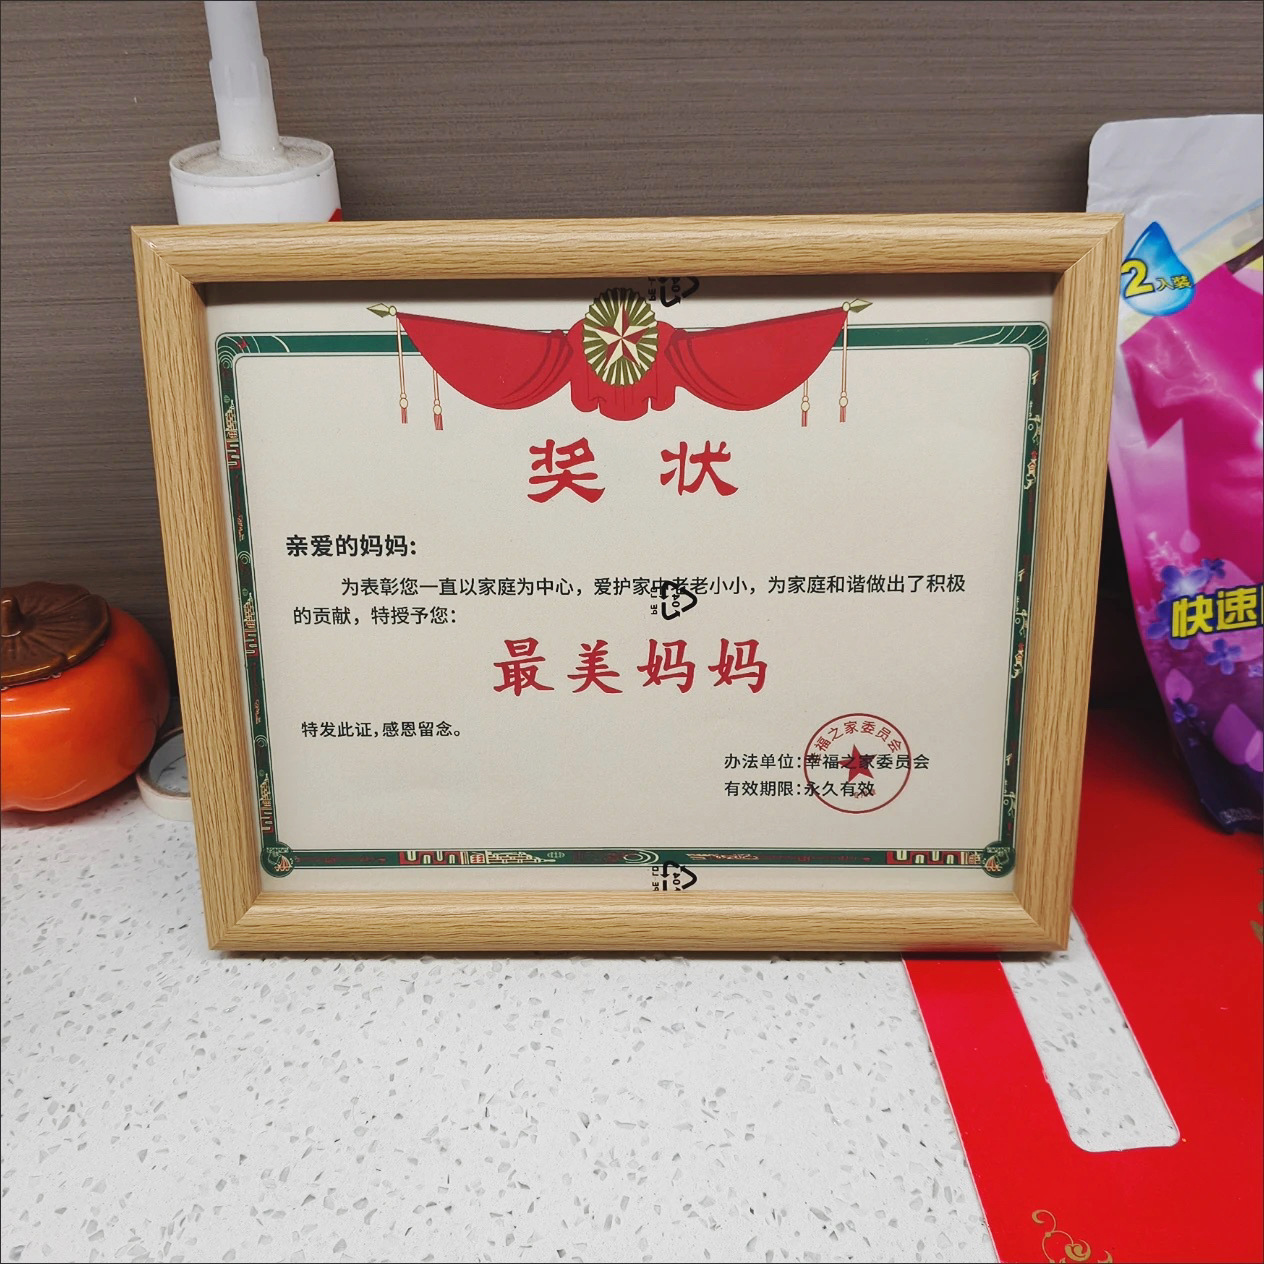 2入装
奖状
亲爱的妈妈:
为表彰您一直以家庭为中心，爱护家中老老小小，为家庭和谐做出了积极
的贡献，特授予您:
最美妈妈
快速
特发此证,感恩留念。
幸福之家委员会
办法单位:幸福之家委员会
有效期限:永久有效